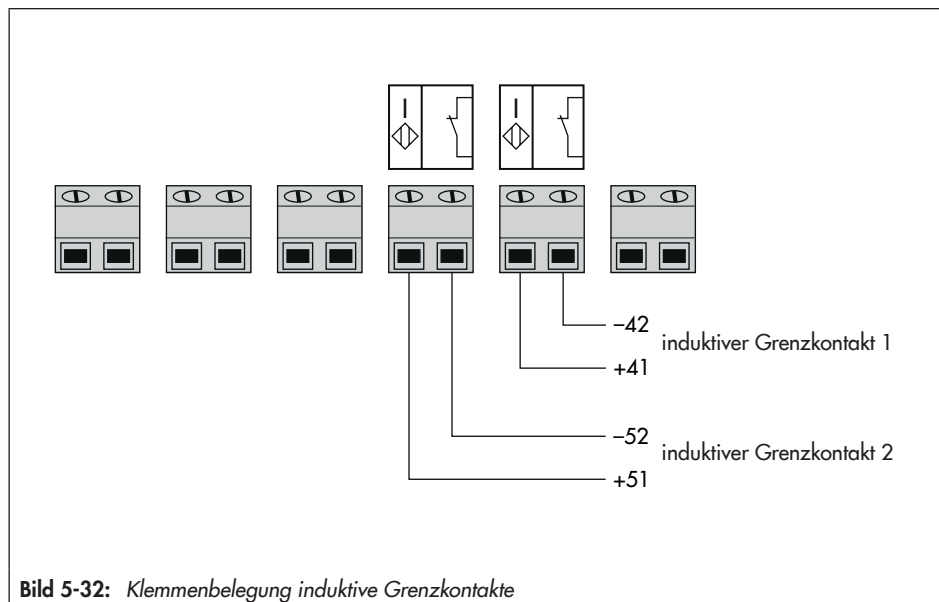 –42
induktiver Grenzkontakt 1
+41
–52
induktiver Grenzkontakt 2
+51
Bild 5-32: Klemmenbelegung induktive Grenzkontakte